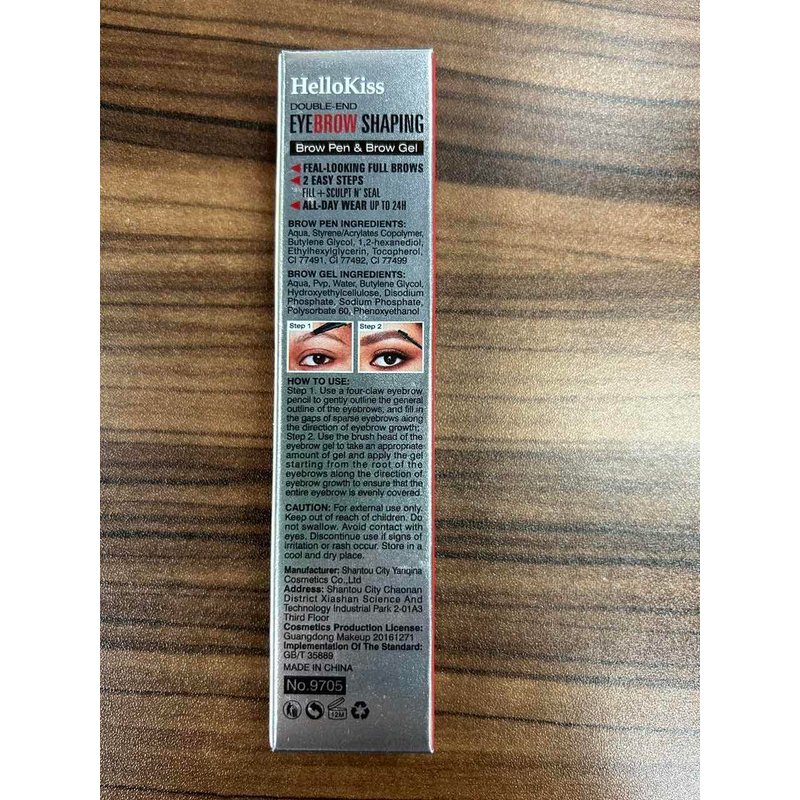 HelloKiss
DOUBLE-END
EYEBROW SHAPING
Brow Pen & Brow Gel
FEAL-LOOKING FULL BROWS
2 EASY STEPS
FILL+SCULPT N' SEAL
ALL-DAY WEAR UP TO 24H
BROW PEN INGREDIENTS:
Aqua, Styrene/Acrylates Copolymer,
Butylene Glycol, 1,2-hexanediol,
Ethylhexylglycerin, Tocopherol,
CI 77491, CI 77492, CI 77499
BROW GEL INGREDIENTS:
Aqua, Pvp, Water, Butylene Glycol,
Hydroxyethylcellulose, Disodium
Phosphate, Sodium Phosphate,
Polysorbate 60, Phenoxyethanol
Step 1 Step 2
HOW TO USE:
Step 1. Use a four-claw eyebrow
pencil to gently outline the general
outline of the eyebrows, and fill in
the gaps of sparse eyebrows along
the direction of eyebrow growth;
Step 2. Use the brush head of the
eyebrow gel to take an appropriate
amount of gel and apply the gel
starting from the root of the
eyebrows along the direction of
eyebrow growth to ensure that the
entire eyebrow is evenly covered.
CAUTION: For external use only.
Keep out of reach of children. Do
not swallow. Avoid contact with
eyes. Discontinue use if signs of
irritation or rash occur. Store in a
cool and dry place.
Manufacturer: Shantou City Yanqina
Cosmetics Co.,Ltd
Address: Shantou City Chaonan
District Xiashan Science And
Technology Industrial Park 2-01A3
Third Floor
Cosmetics Production License:
Guangdong Makeup 20161271
Implementation Of The Standard:
GB/T 35889
MADE IN CHINA
No.9705
12M